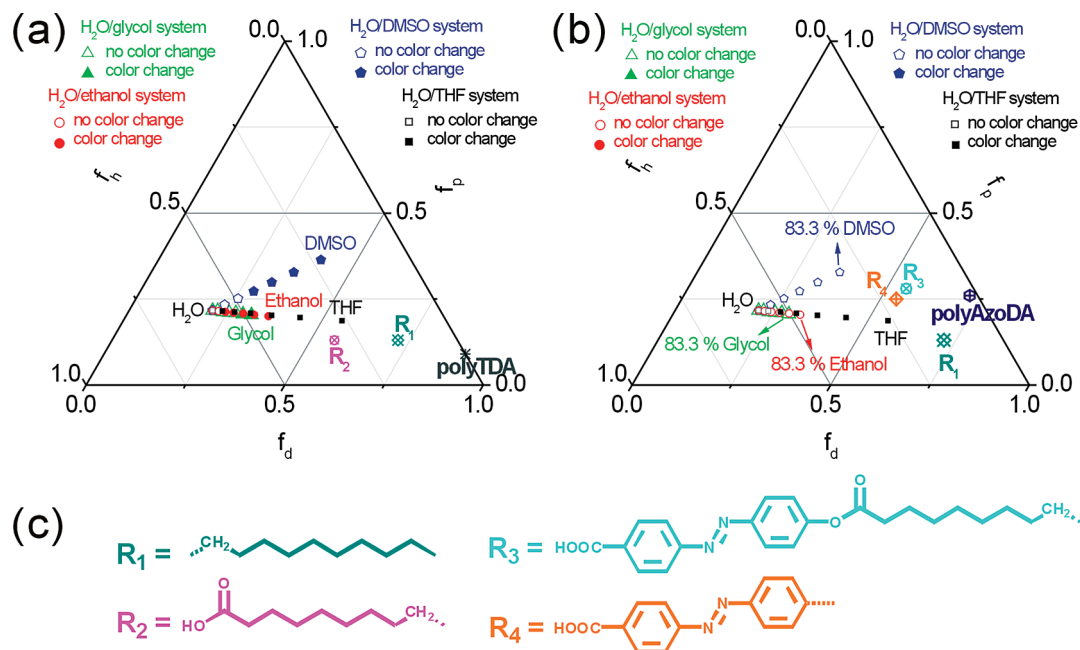 (a)
H2O/glycol system
no color change
color change
H2O/ethanol system
no color change
color change
0.0
1.0
H2O/DMSO system
no color change
color change
H2O/THF system
no color change
color change
fh
fp
0.5
0.5
DMSO
H2O
Ethanol
THF
Glycol
R1
R2
polyTDA
1.0
0.0
0.0
0.5
1.0
fd
(b)
H2O/glycol system
no color change
color change
H2O/ethanol system
no color change
color change
0.0
1.0
H2O/DMSO system
no color change
color change
H2O/THF system
no color change
color change
fh
fp
0.5
0.5
83.3 % DMSO
R3
R4
H2O
polyAzoDA
THF
83.3 % Glycol
83.3 % Ethanol
R1
1.0
0.0
0.0
0.5
1.0
fd
(c)
R1 =
CH2
R2 =
HO
O
CH2
R3 =
HOOC
N
N
O
O
CH2
R4 =
HOOC
N
N